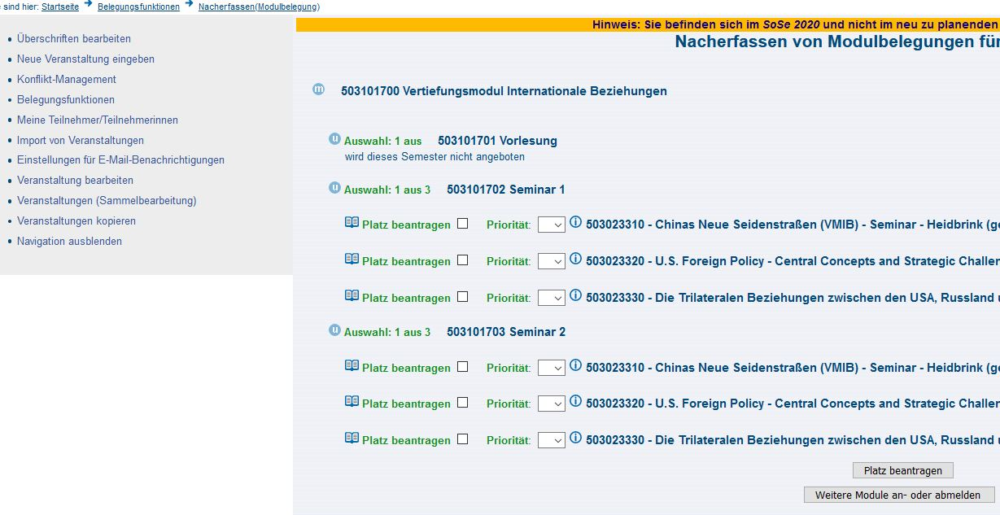 sind hier: Startseite → Belegungsfunktionen → Nacherfassen(Modulbelegung)
• Überschriften bearbeiten
• Neue Veranstaltung eingeben
• Konflikt-Management
• Belegungsfunktionen
• Meine Teilnehmer/Teilnehmerinnen
• Import von Veranstaltungen
• Einstellungen für E-Mail-Benachrichtigungen
• Veranstaltung bearbeiten
• Veranstaltungen (Sammelbearbeitung)
• Veranstaltungen kopieren
• Navigation ausblenden
Hinweis: Sie befinden sich im SoSe 2020 und nicht im neu zu planenden
Nacherfassen von Modulbelegungen für
m 503101700 Vertiefungsmodul Internationale Beziehungen
u Auswahl: 1 aus 503101701 Vorlesung
wird dieses Semester nicht angeboten
u Auswahl: 1 aus 3 503101702 Seminar 1
Platz beantragen Priorität: 503023310 - Chinas Neue Seidenstraßen (VMIB) - Seminar - Heidbrink (ge
Platz beantragen Priorität: 503023320 - U.S. Foreign Policy - Central Concepts and Strategic Challen
Platz beantragen Priorität: 503023330 - Die Trilateralen Beziehungen zwischen den USA, Russland u
u Auswahl: 1 aus 3 503101703 Seminar 2
Platz beantragen Priorität: 503023310 - Chinas Neue Seidenstraßen (VMIB) - Seminar - Heidbrink (ge
Platz beantragen Priorität: 503023320 - U.S. Foreign Policy - Central Concepts and Strategic Challen
Platz beantragen Priorität: 503023330 - Die Trilateralen Beziehungen zwischen den USA, Russland u
Platz beantragen
Weitere Module an- oder abmelden